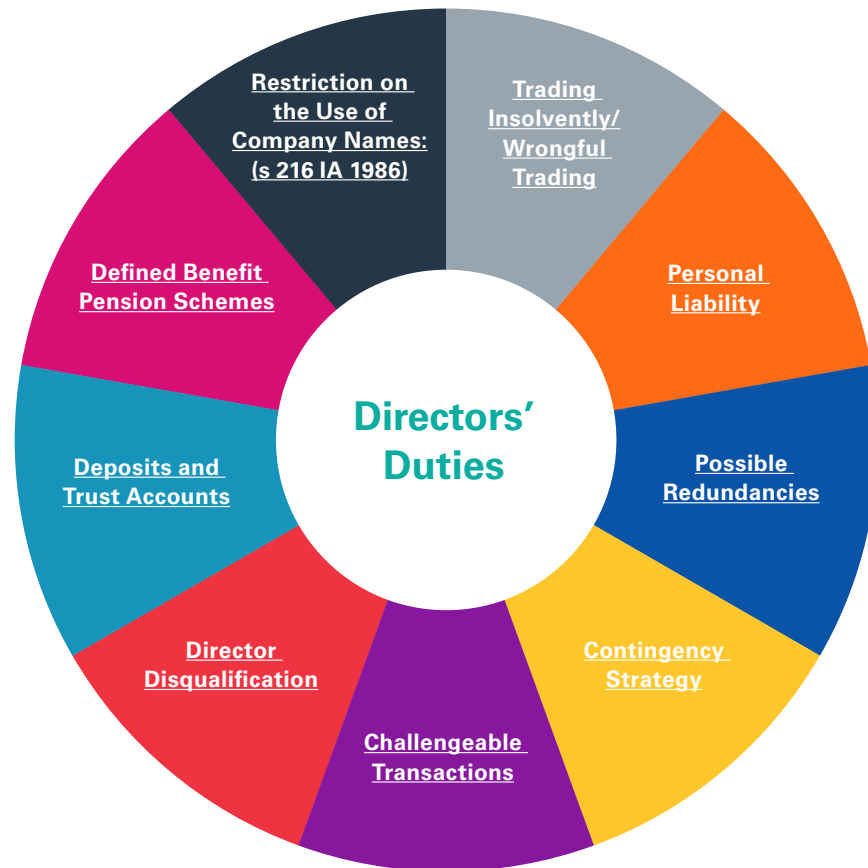 Restriction on
the Use of
Company Names:
(s 216 IA 1986)
Trading
Insolvently/
Wrongful
Trading
Personal
Liability
Possible
Redundancies
Contingency
Strategy
Challengeable
Transactions
Director
Disqualification
Deposits and
Trust Accounts
Defined Benefit
Pension Schemes
Directors’
Duties